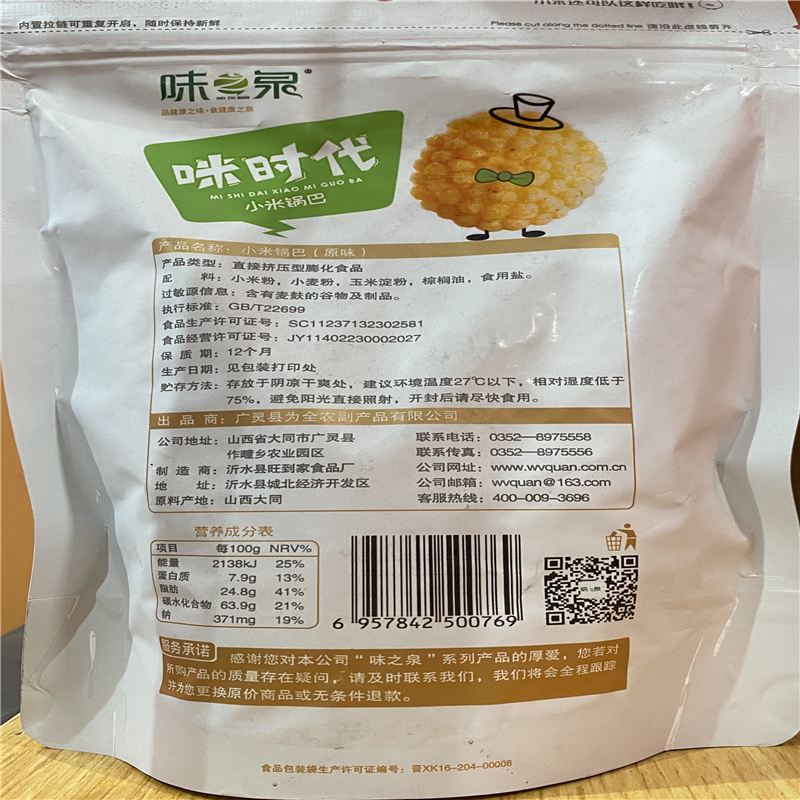 内置拉链可重复开启，随时保持新鲜
小米还可以这样吃哦！
Please cut along me dotted line 请沿此虚线剪开
味之泉®
品健康之味·食健康之泉
咪时代
MI SHI DAI XIAO MI GUO BA
小米锅巴
产品名称：小米锅巴（原味）
产品类型：直接挤压型膨化食品
配 料：小米粉，小麦粉，玉米淀粉，棕榈油，食用盐。
过敏源信息：含有麦麸的谷物及制品。
执行标准：GB/T22699
食品生产许可证号：SC11237132302581
食品经营许可证号：JY11402230002027
保 质 期：12个月
生产日期：见包装打印处
贮存方法：存放于阴凉干爽处，建议环境温度27℃以下，相对湿度低于
75%，避免阳光直接照射，开封后请尽快食用。
出 品 商：广灵县为全农副产品有限公司
公司地址：山西省大同市广灵县 联系电话：0352—8975558
作疃乡农业园区 联系传真：0352—8975556
制 造 商：沂水县旺到家食品厂 公司网址：www.wvquan.com.cn
地 址：沂水县城北经济开发区 公司邮箱：wvquan@163.com
原料产地：山西大同 客服热线：400-009-3696
营养成分表
项目 每100g NRV%
能量 2138kJ 25%
蛋白质 7.9g 13%
脂肪 24.8g 41%
碳水化合物 63.9g 21%
钠 371mg 19%
6 957842 500769
味之泉
服务承诺 感谢您对本公司“味之泉”系列产品的厚爱，您若对
所购产品的质量存在疑问，请及时联系我们，我们将会全程跟踪
并为您更换原价商品或无条件退款。
食品包装袋生产许可证编号：晋XK16-204-00008